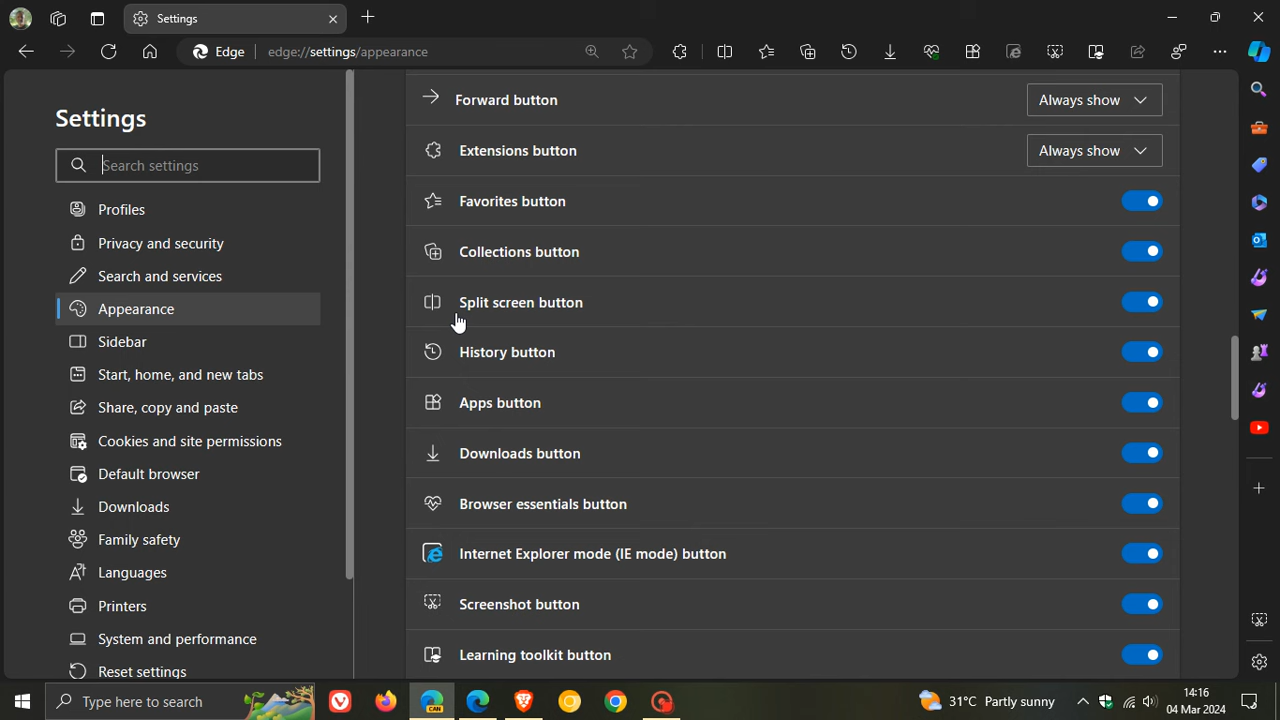 Settings
Edge
edge://settings/appearance
Settings
Search settings
Profiles
Privacy and security
Search and services
Appearance
Sidebar
Start, home, and new tabs
Share, copy and paste
Cookies and site permissions
Default browser
Downloads
Family safety
Languages
Printers
System and performance
Reset settings
Forward button
Always show
Extensions button
Always show
Favorites button
Collections button
Split screen button
History button
Apps button
Downloads button
Browser essentials button
Internet Explorer mode (IE mode) button
Screenshot button
Learning toolkit button
Type here to search
CAN
31°C Partly sunny
14:16
04 Mar 2024